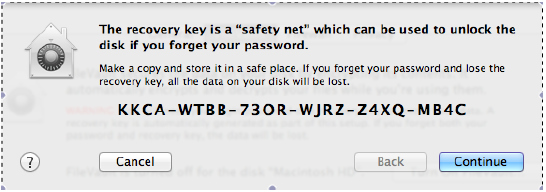 The recovery key is a "safety net" which can be used to unlock the
disk if you forget your password.
Make a copy and store it in a safe place. If you forget your password and lose the
recovery key, all the data on your disk will be lost.
KKCA-WTBB-73OR-WJRZ-Z4XQ-MB4C
?
Cancel
Back
Continue